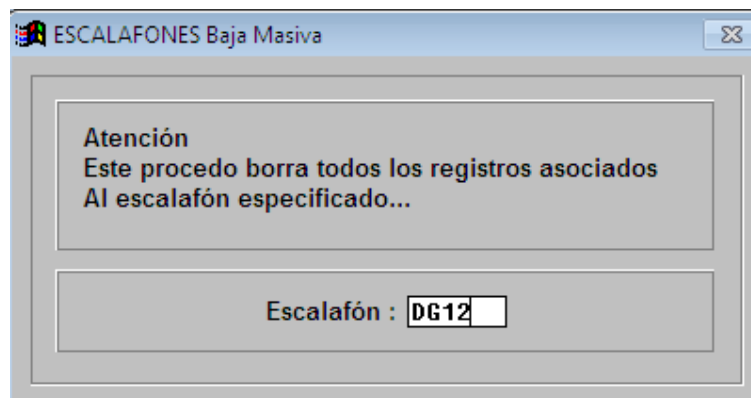 ESCALAFONES Baja Masiva
Atención
Este procedo borra todos los registros asociados
Al escalafón especificado...
Escalafón : DG12